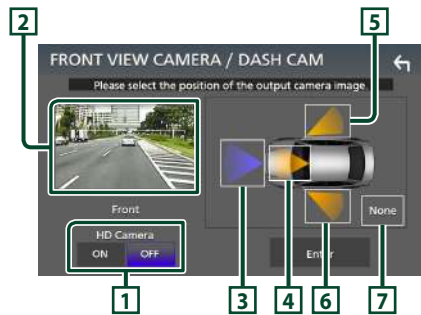 2
5
FRONT VIEW CAMERA / DASH CAM
Please select the position of the output camera image
Front
None
HD Camera
ON OFF
Enter
1
3
4
6
7